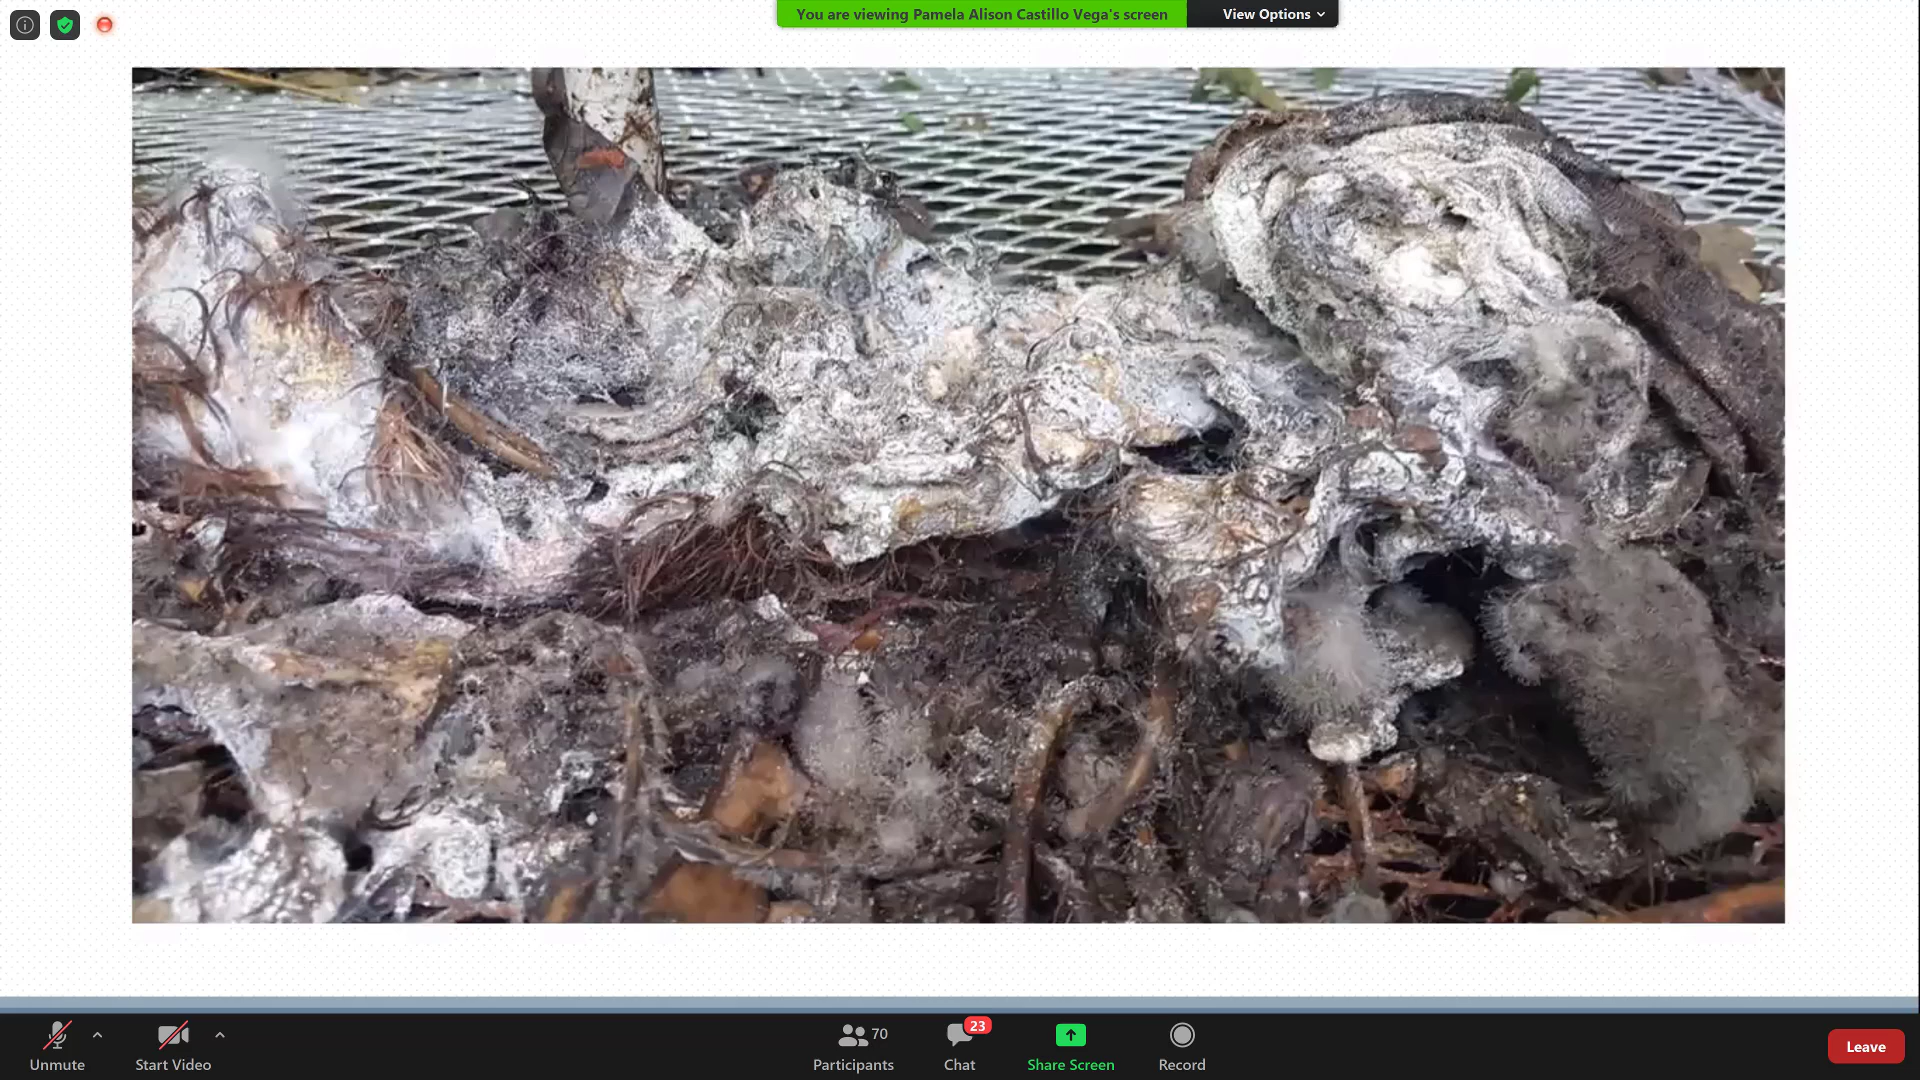 You are viewing Pamela Alison Castillo Vega's screen
View Options
Unmute
Start Video
70
Participants
23
Chat
Share Screen
Record
Leave